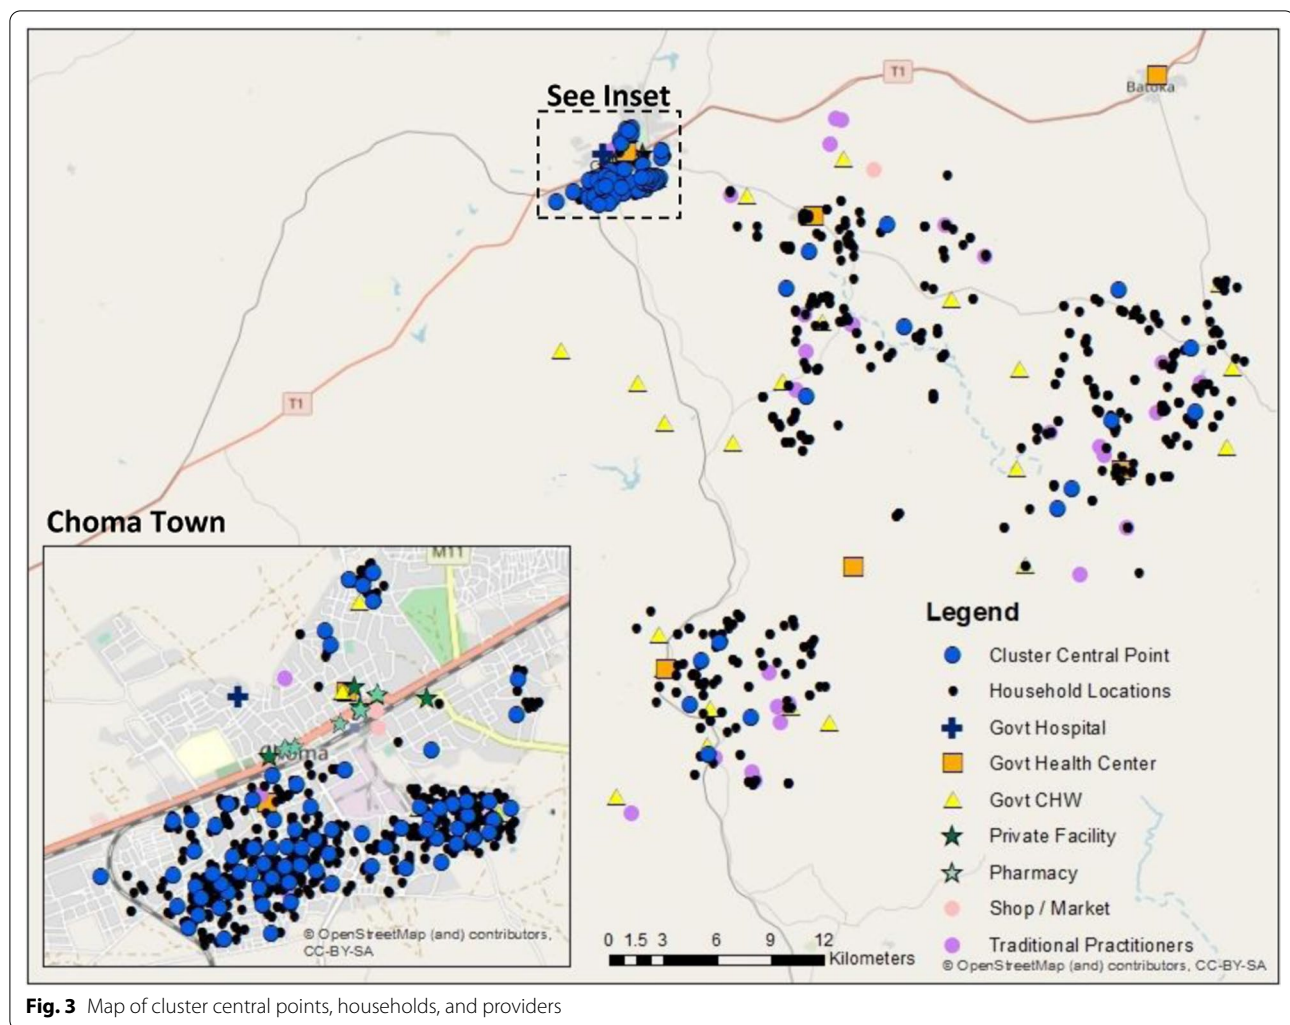 See Inset
T1
Batoka
T1
Choma Town
M11
Choma
© OpenStreetMap (and) contributors,
CC-BY-SA
Legend
Cluster Central Point
Household Locations
Govt Hospital
Govt Health Center
Govt CHW
Private Facility
Pharmacy
Shop / Market
Traditional Practitioners
0 1.5 3 6 9 12
Kilometers
© OpenStreetMap (and) contributors, CC-BY-SA
Fig. 3 Map of cluster central points, households, and providers